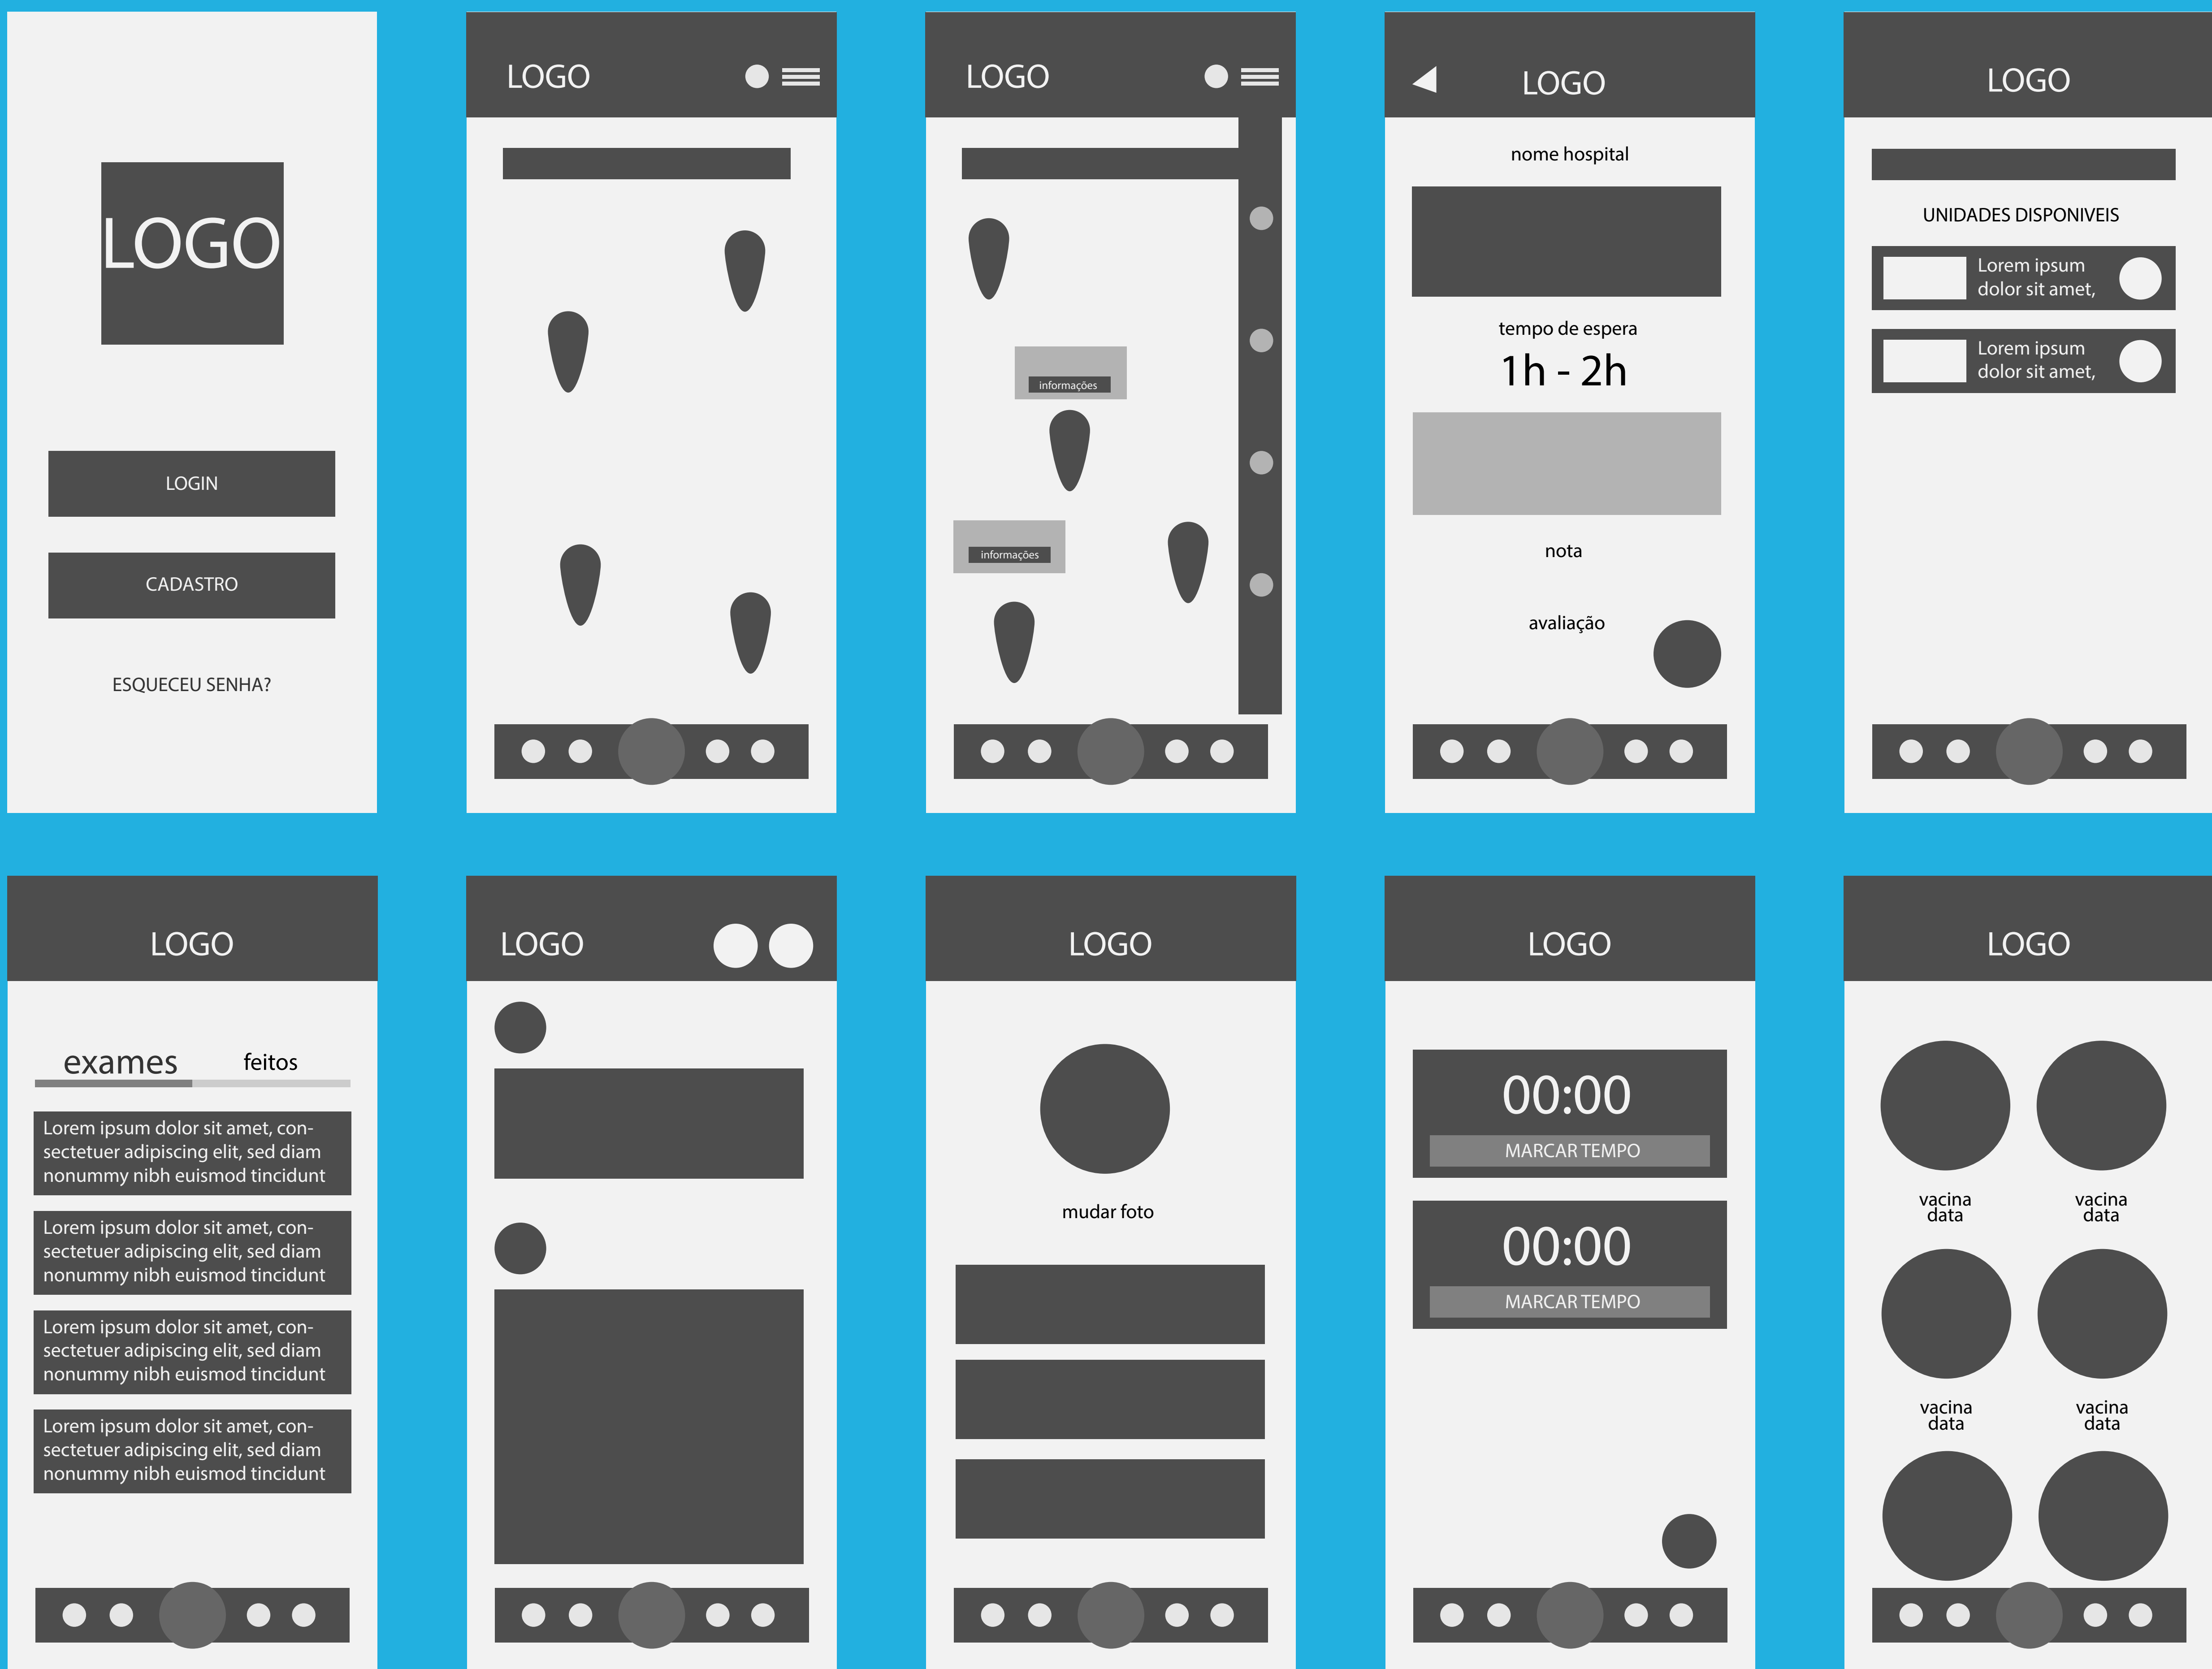 LOGO
LOGIN
CADASTRO
ESQUECEU SENHA?
LOGO
LOGO
informações
informações
LOGO
nome hospital
tempo de espera
1h - 2h
nota
avaliação
LOGO
UNIDADES DISPONIVEIS
Lorem ipsum
dolor sit amet,
Lorem ipsum
dolor sit amet,
LOGO
exames feitos
Lorem ipsum dolor sit amet, con-
sectetuer adipiscing elit, sed diam
nonummy nibh euismod tincidunt
Lorem ipsum dolor sit amet, con-
sectetuer adipiscing elit, sed diam
nonummy nibh euismod tincidunt
Lorem ipsum dolor sit amet, con-
sectetuer adipiscing elit, sed diam
nonummy nibh euismod tincidunt
Lorem ipsum dolor sit amet, con-
sectetuer adipiscing elit, sed diam
nonummy nibh euismod tincidunt
LOGO
LOGO
mudar foto
LOGO
00:00
MARCAR TEMPO
00:00
MARCAR TEMPO
LOGO
vacina
data
vacina
data
vacina
data
vacina
data